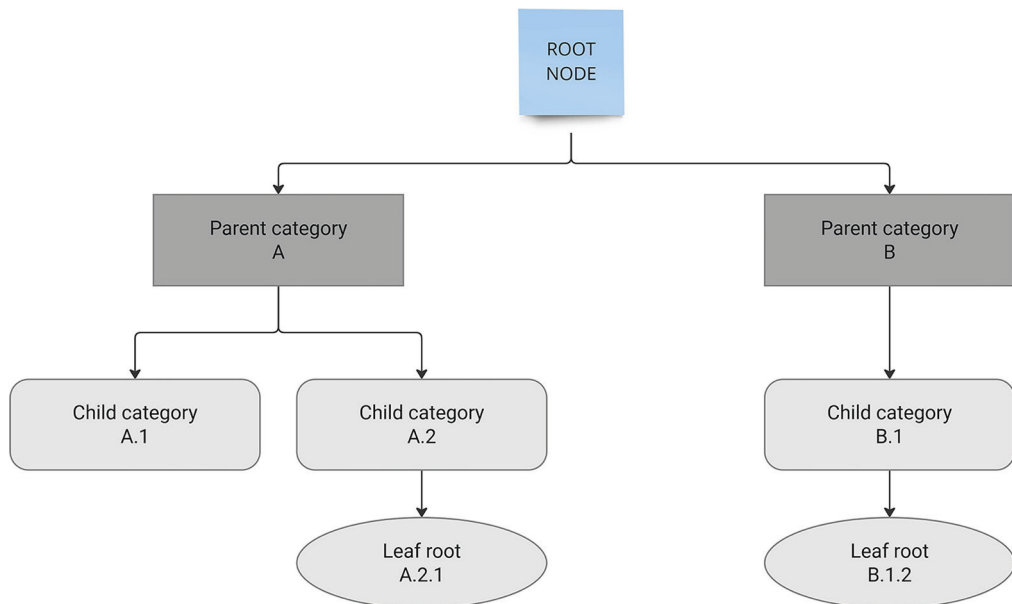 ROOT
NODE
Parent category
A
Parent category
B
Child category
A.1
Child category
A.2
Child category
B.1
Leaf root
A.2.1
Leaf root
B.1.2